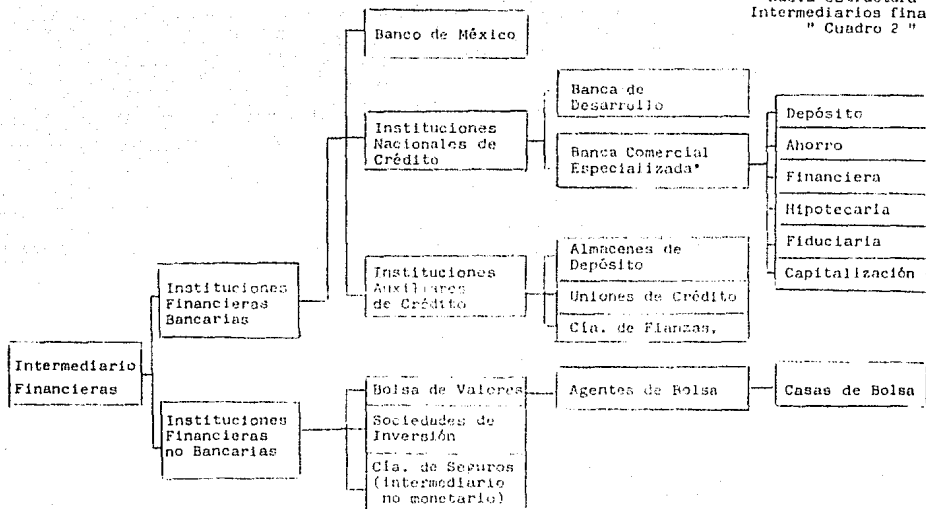 Intermediarios fina
" Cuadro 2 "
Banco de México
Instituciones
Nacionales de
Crédito
Banca de
Desarrollo
Banca Comercial
Especializada*
Depósito
Ahorro
Financiera
Hipotecaria
Fiduciaria
Capitalización
Instituciones
Auxiliares
de Crédito
Almacenes de
Depósito
Uniones de Crédito
Cía. de Fianzas,
Instituciones
Financieras
Bancarias
Intermediario
Financieras
Instituciones
Financieras
no Bancarias
Bolsa de Valores
Agentes de Bolsa
Casas de Bolsa
Sociedades de
Inversión
Cía. de Seguros
(intermediario
no monetario)